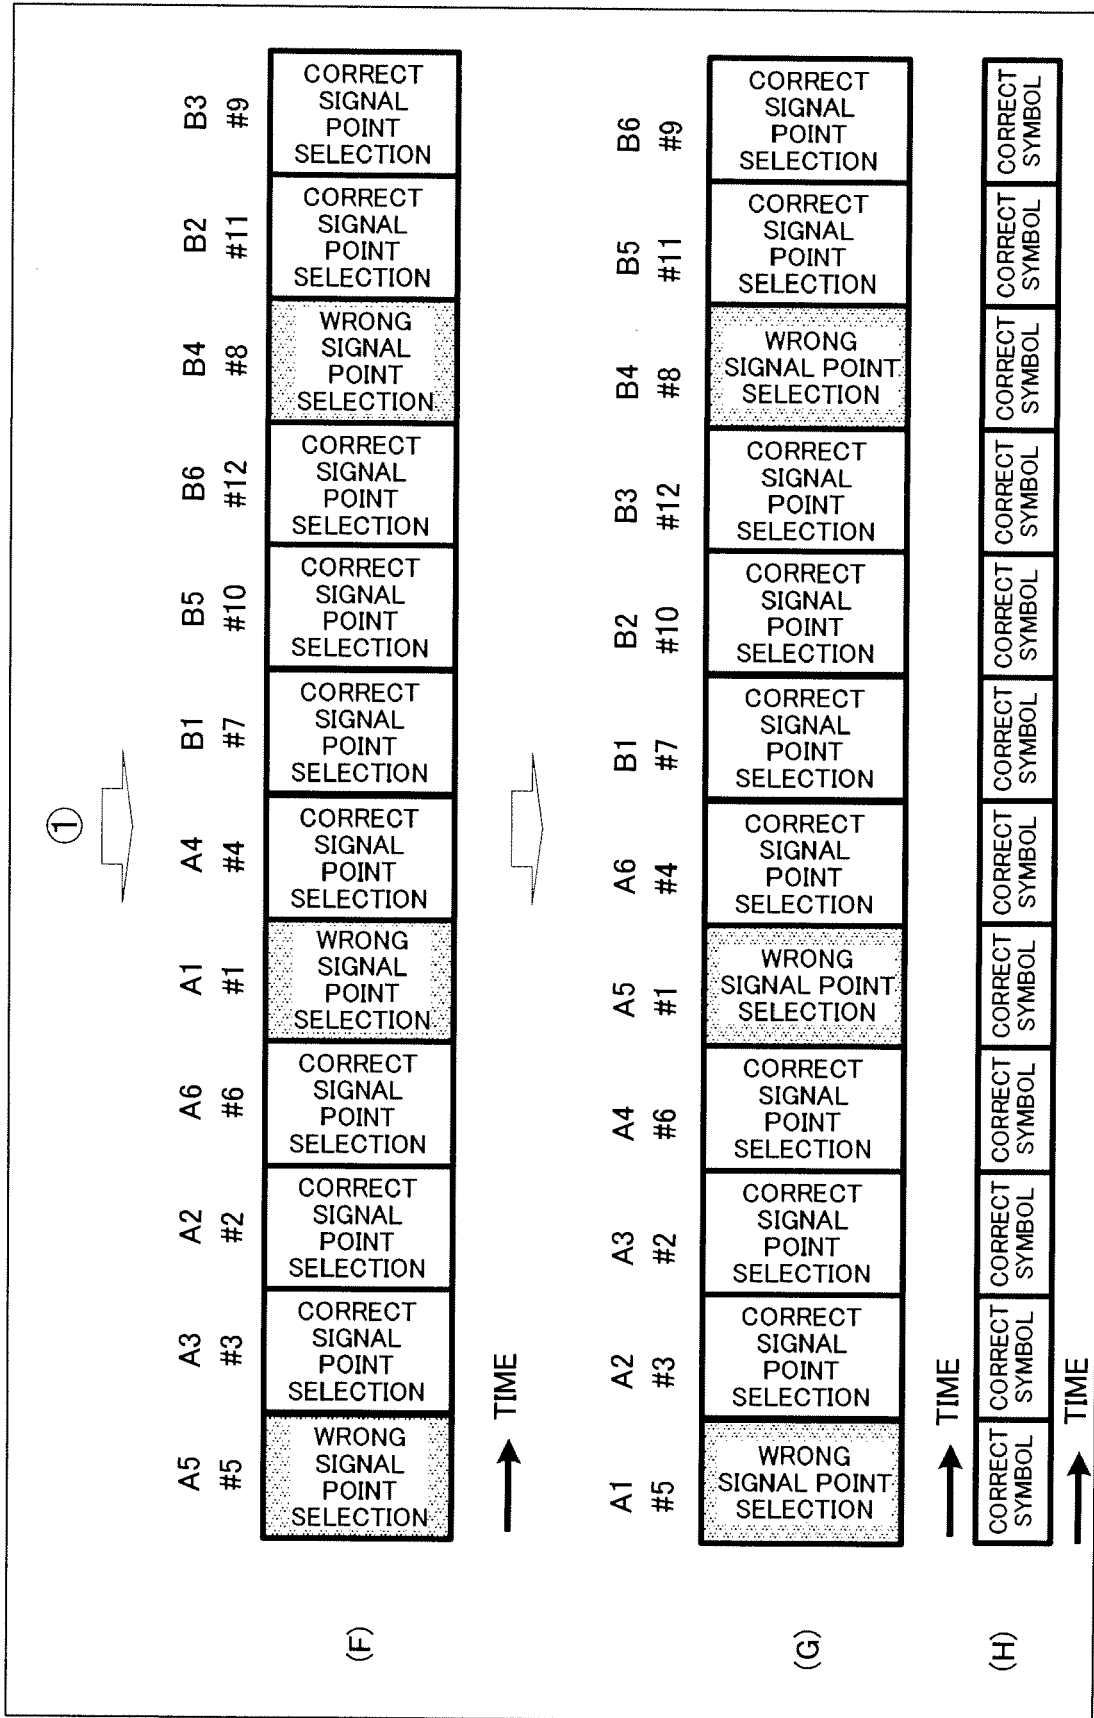 ①
A5 A3 A2 A6 A1 A4 B1 B5 B6 B4 B2 B3
#5 #3 #2 #6 #1 #4 #7 #10 #12 #8 #11 #9
(F)
WRONG
SIGNAL
POINT
SELECTION
CORRECT
SIGNAL
POINT
SELECTION
CORRECT
SIGNAL
POINT
SELECTION
CORRECT
SIGNAL
POINT
SELECTION
WRONG
SIGNAL
POINT
SELECTION
CORRECT
SIGNAL
POINT
SELECTION
CORRECT
SIGNAL
POINT
SELECTION
CORRECT
SIGNAL
POINT
SELECTION
CORRECT
SIGNAL
POINT
SELECTION
WRONG
SIGNAL
POINT
SELECTION
CORRECT
SIGNAL
POINT
SELECTION
CORRECT
SIGNAL
POINT
SELECTION
TIME
A1 A2 A3 A4 A5 A6 B1 B2 B3 B4 B5 B6
#5 #3 #2 #6 #1 #4 #7 #10 #12 #8 #11 #9
(G)
WRONG
SIGNAL POINT
SELECTION
CORRECT
SIGNAL
POINT
SELECTION
CORRECT
SIGNAL
POINT
SELECTION
CORRECT
SIGNAL
POINT
SELECTION
WRONG
SIGNAL POINT
SELECTION
CORRECT
SIGNAL
POINT
SELECTION
CORRECT
SIGNAL
POINT
SELECTION
CORRECT
SIGNAL
POINT
SELECTION
CORRECT
SIGNAL
POINT
SELECTION
WRONG
SIGNAL POINT
SELECTION
CORRECT
SIGNAL
POINT
SELECTION
CORRECT
SIGNAL
POINT
SELECTION
TIME
(H)
CORRECT
SYMBOL
CORRECT
SYMBOL
CORRECT
SYMBOL
CORRECT
SYMBOL
CORRECT
SYMBOL
CORRECT
SYMBOL
CORRECT
SYMBOL
CORRECT
SYMBOL
CORRECT
SYMBOL
CORRECT
SYMBOL
CORRECT
SYMBOL
CORRECT
SYMBOL
TIME